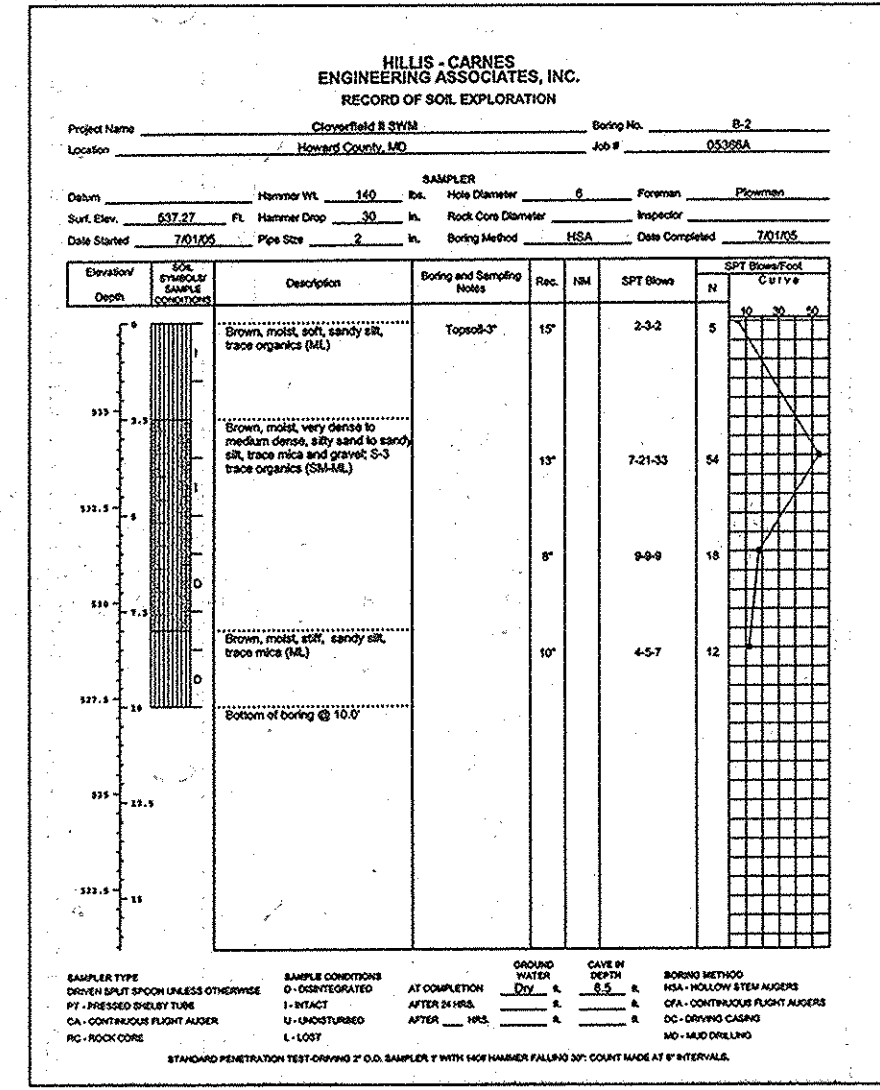 HILLIS - CARNES
ENGINEERING ASSOCIATES, INC.
RECORD OF SOIL EXPLORATION
Project Name Cloverfield II SWM Boring No. B-2
Location Howard County, MD Job # 05366A
SAMPLER
Datum Hammer Wt. 140 lbs. Hole Diameter 6 Foreman Plowman
Surf. Elev. 537.27 Ft. Hammer Drop 30 in. Rock Core Diameter Inspector
Date Started 7/01/05 Pipe Size 2 in. Boring Method HSA Date Completed 7/01/05
Elevation/ Depth SOIL SYMBOLS/ SAMPLE CONDITIONS Description Boring and Sampling Notes Rec. NM SPT Blows SPT Blows/Foot
N Curve
10 30 50
0 Brown, moist, soft, sandy silt, Topsoil-3" 15" 2-3-2 5
trace organics (ML)
I
535
2.5
Brown, moist, very dense to
medium dense, silty sand to sandy
silt, trace mica and gravel; S-3 13" 7-21-33 54
trace organics (SM-ML)
I
532.5
5
8" 9-9-9 18
D
530
7.5
Brown, moist, stiff, sandy silt,
trace mica (ML) 10" 4-5-7 12
D
527.5
10
Bottom of boring @ 10.0'
525
12.5
522.5
15
SAMPLER TYPE SAMPLE CONDITIONS GROUND WATER CAVE IN DEPTH BORING METHOD
DRIVEN SPLIT SPOON UNLESS OTHERWISE D - DISINTEGRATED AT COMPLETION Dry ft. 8.5 ft. HSA - HOLLOW STEM AUGERS
PT - PRESSED SHELBY TUBE I - INTACT AFTER 24 HRS. ft. ft. CFA - CONTINUOUS FLIGHT AUGERS
CA - CONTINUOUS FLIGHT AUGER U - UNDISTURBED AFTER HRS. ft. ft. DC - DRIVING CASING
RC - ROCK CORE L - LOST MD - MUD DRILLING
STANDARD PENETRATION TEST-DRIVING 2" O.D. SAMPLER 1' WITH 140# HAMMER FALLING 30": COUNT MADE AT 6" INTERVALS.